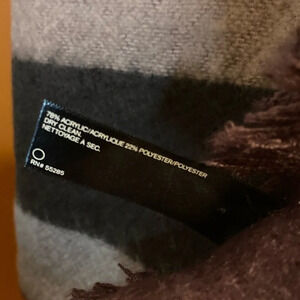 78% ACRYLIC/ACRYLIQUE 22% POLYESTER/POLYESTER
DRY CLEAN.
NETTOYAGE A SEC.
RN# 55285